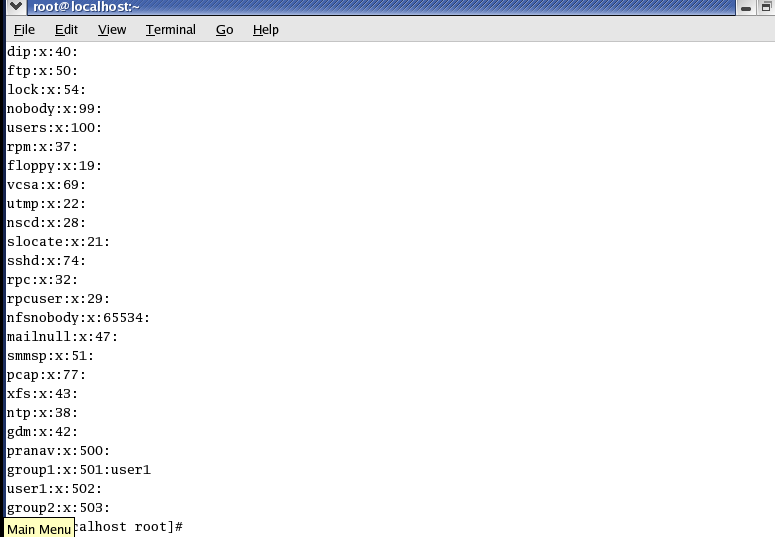 root@localhost:~
File Edit View Terminal Go Help
dip:x:40:
ftp:x:50:
lock:x:54:
nobody:x:99:
users:x:100:
rpm:x:37:
floppy:x:19:
vcsa:x:69:
utmp:x:22:
nscd:x:28:
slocate:x:21:
sshd:x:74:
rpc:x:32:
rpcuser:x:29:
nfsnobody:x:65534:
mailnull:x:47:
smmsp:x:51:
pcap:x:77:
xfs:x:43:
ntp:x:38:
gdm:x:42:
pranav:x:500:
group1:x:501:user1
user1:x:502:
group2:x:503:
Main Menu calhost root]#